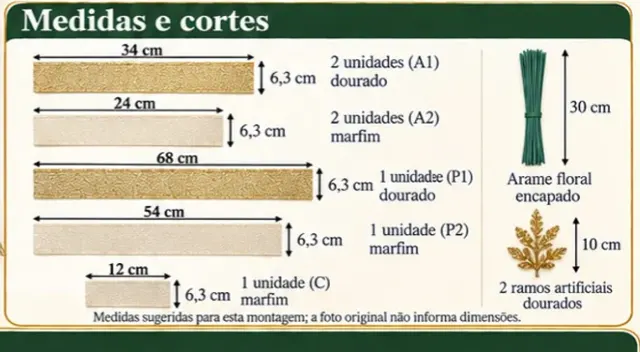 Medidas e cortes
34 cm
6,3 cm
2 unidades (A1)
dourado
24 cm
6,3 cm
2 unidades (A2)
marfim
68 cm
6,3 cm
1 unidade (P1)
dourado
54 cm
6,3 cm
1 unidade (P2)
marfim
12 cm
6,3 cm
1 unidade (C)
marfim
30 cm
Arame floral
encapado
10 cm
2 ramos artificiais
dourados
Medidas sugeridas para esta montagem; a foto original não informa dimensões.